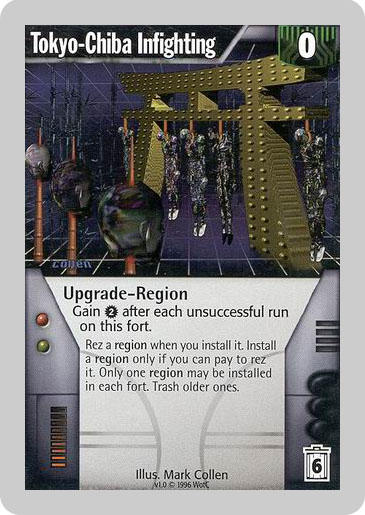 Tokyo-Chiba Infighting
0
Collen
Upgrade-Region
Gain 2 after each unsuccessful run
on this fort.
Rez a region when you install it. Install
a region only if you can pay to rez
it. Only one region may be installed
in each fort. Trash older ones.
Illus. Mark Collen
v1.0 © 1996 WotC
6